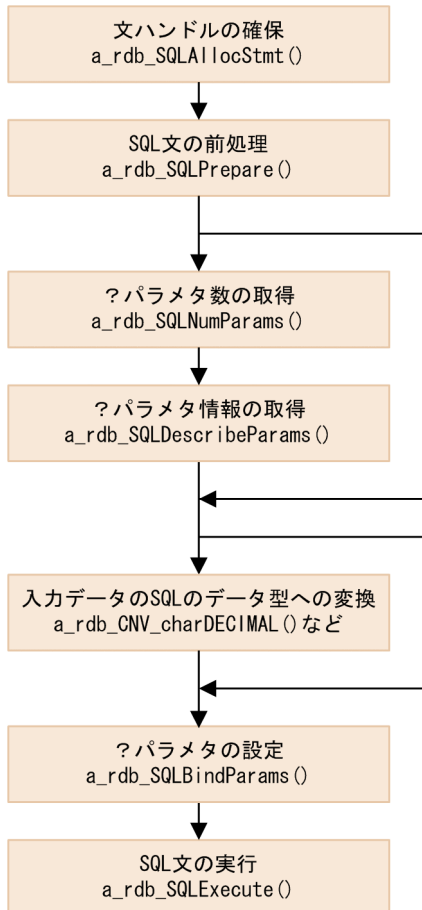 文ハンドルの確保
a_rdb_SQLAllocStmt()
SQL文の前処理
a_rdb_SQLPrepare()
？パラメタ数の取得
a_rdb_SQLNumParams()
？パラメタ情報の取得
a_rdb_SQLDescribeParams()
入力データのSQLのデータ型への変換
a_rdb_CNV_charDECIMAL()など
？パラメタの設定
a_rdb_SQLBindParams()
SQL文の実行
a_rdb_SQLExecute()